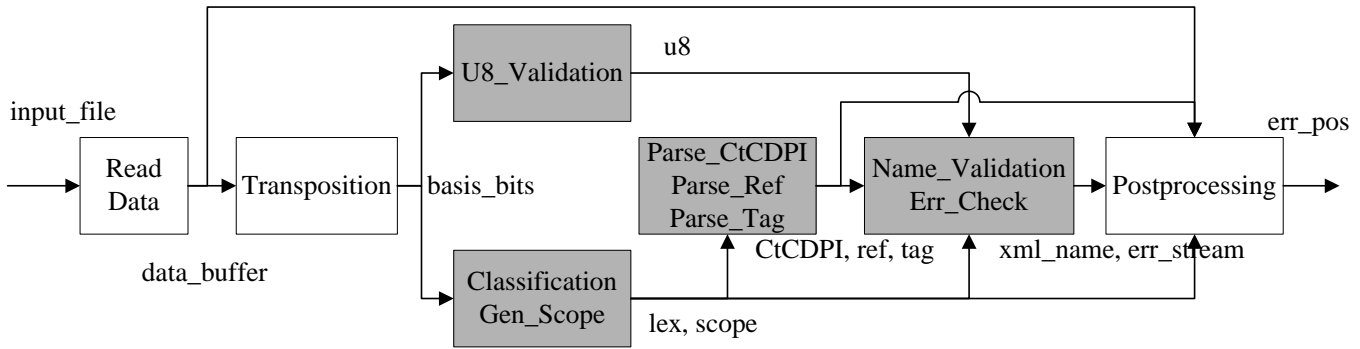 u8
U8_Validation
input_file
err_pos
Parse_CtCDPI
Parse_Ref
Parse_Tag
Name_Validation
Err_Check
Read
Data
Transposition
basis_bits
Postprocessing
CtCDPI, ref, tag
xml_name, err_stream
data_buffer
Classification
Gen_Scope
lex, scope